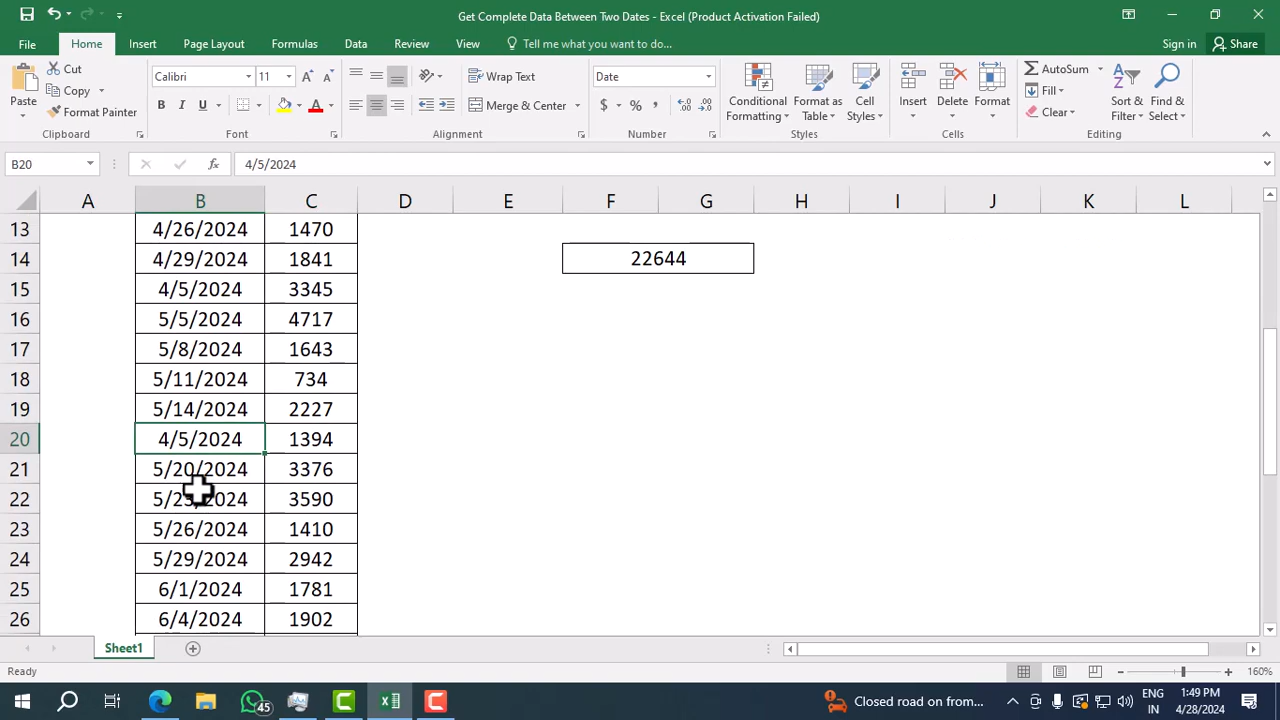 Get Complete Data Between Two Dates - Excel (Product Activation Failed)
File Home Insert Page Layout Formulas Data Review View Tell me what you want to do... Sign in Share
Paste Cut Copy Format Painter Clipboard
Calibri 11 B I U A Font
Wrap Text Merge & Center Alignment
Date $ % , Number
Conditional Formatting Format as Table Cell Styles Styles
Insert Delete Format Cells
AutoSum Fill Clear Sort & Filter Find & Select Editing
B20 fx 4/5/2024
A B C D E F G H I J K L
13 4/26/2024 1470
14 4/29/2024 1841 22644
15 4/5/2024 3345
16 5/5/2024 4717
17 5/8/2024 1643
18 5/11/2024 734
19 5/14/2024 2227
20 4/5/2024 1394
21 5/20/2024 3376
22 5/23/2024 3590
23 5/26/2024 1410
24 5/29/2024 2942
25 6/1/2024 1781
26 6/4/2024 1902
Sheet1
Ready 160%
45 Closed road on from... ENG IN 1:49 PM 4/28/2024